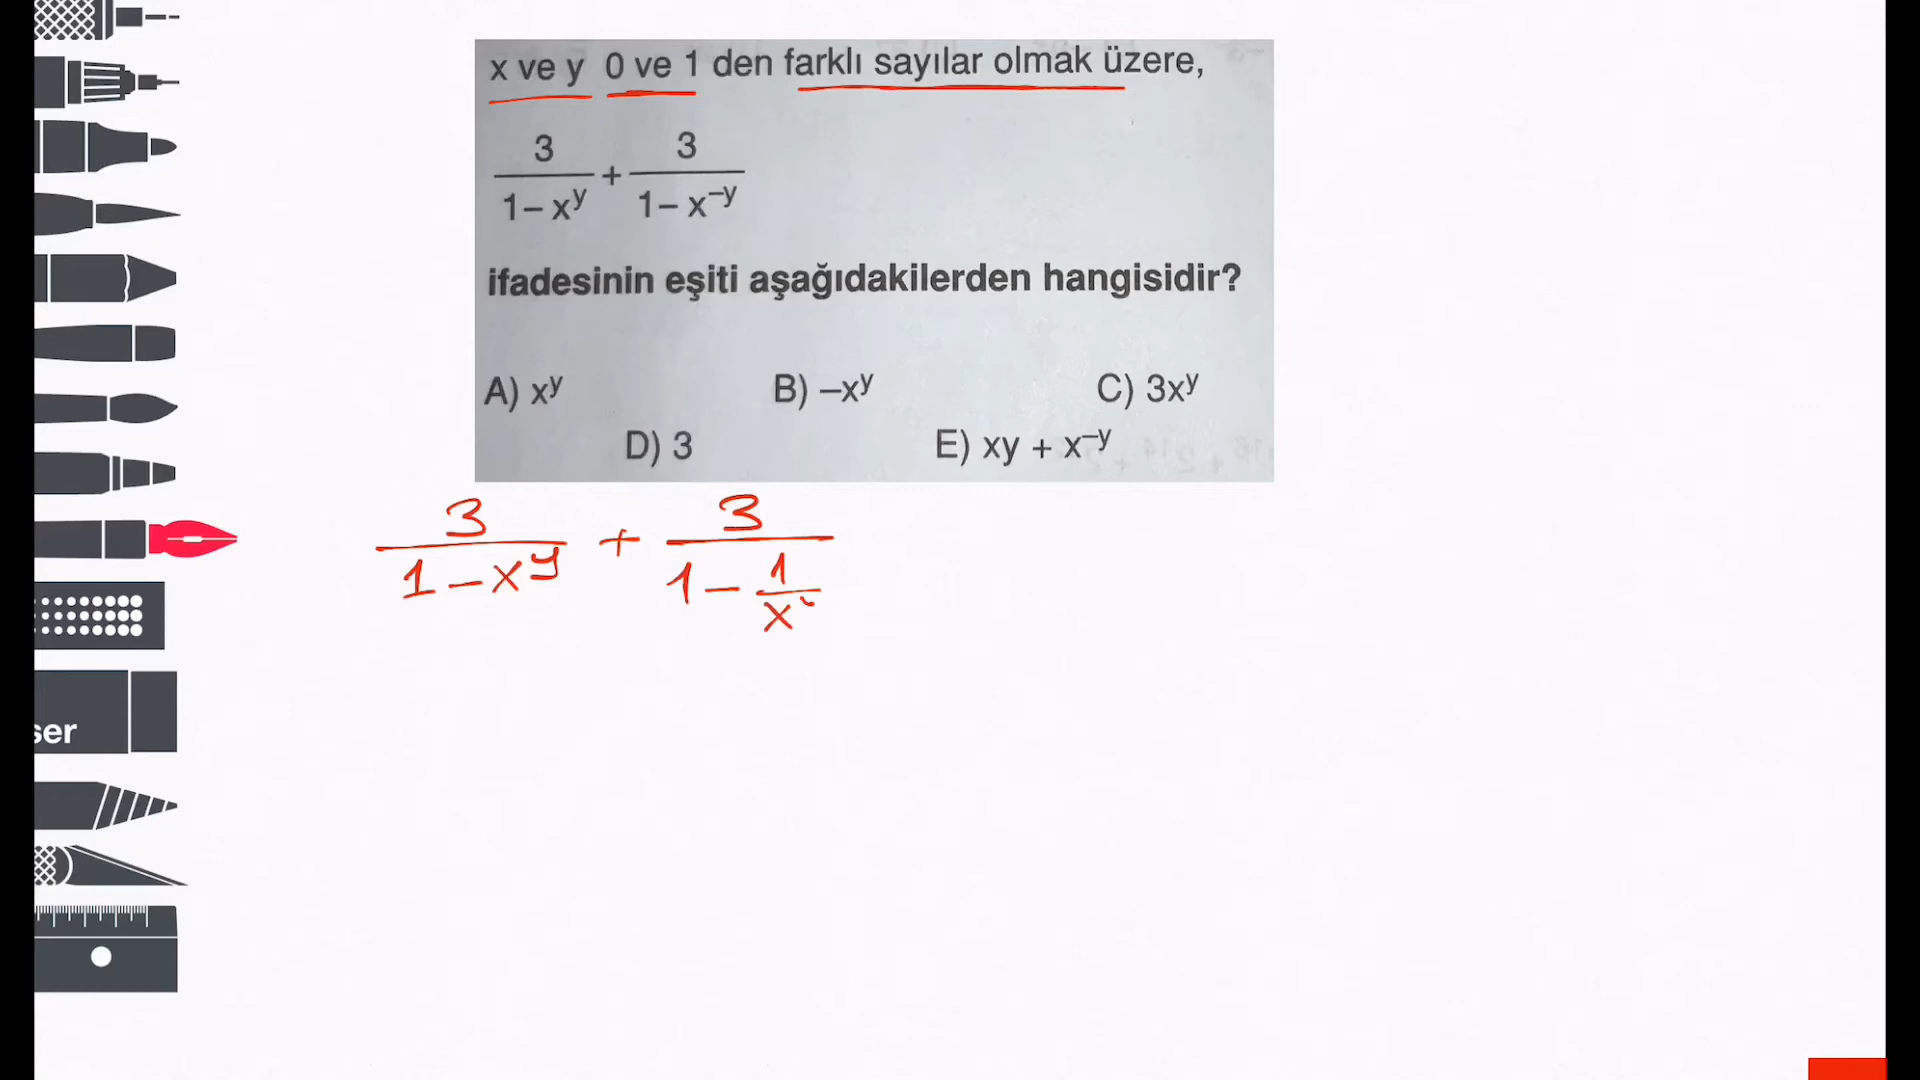 x ve y 0 ve 1 den farklı sayılar olmak üzere,
3/(1–x^y) + 3/(1–x^–y)
ifadesinin eşiti aşağıdakilerden hangisidir?
A) x^y B) –x^y C) 3x^y
D) 3 E) xy + x^–y
3/(1–x^y) + 3/(1–1/x)
ser